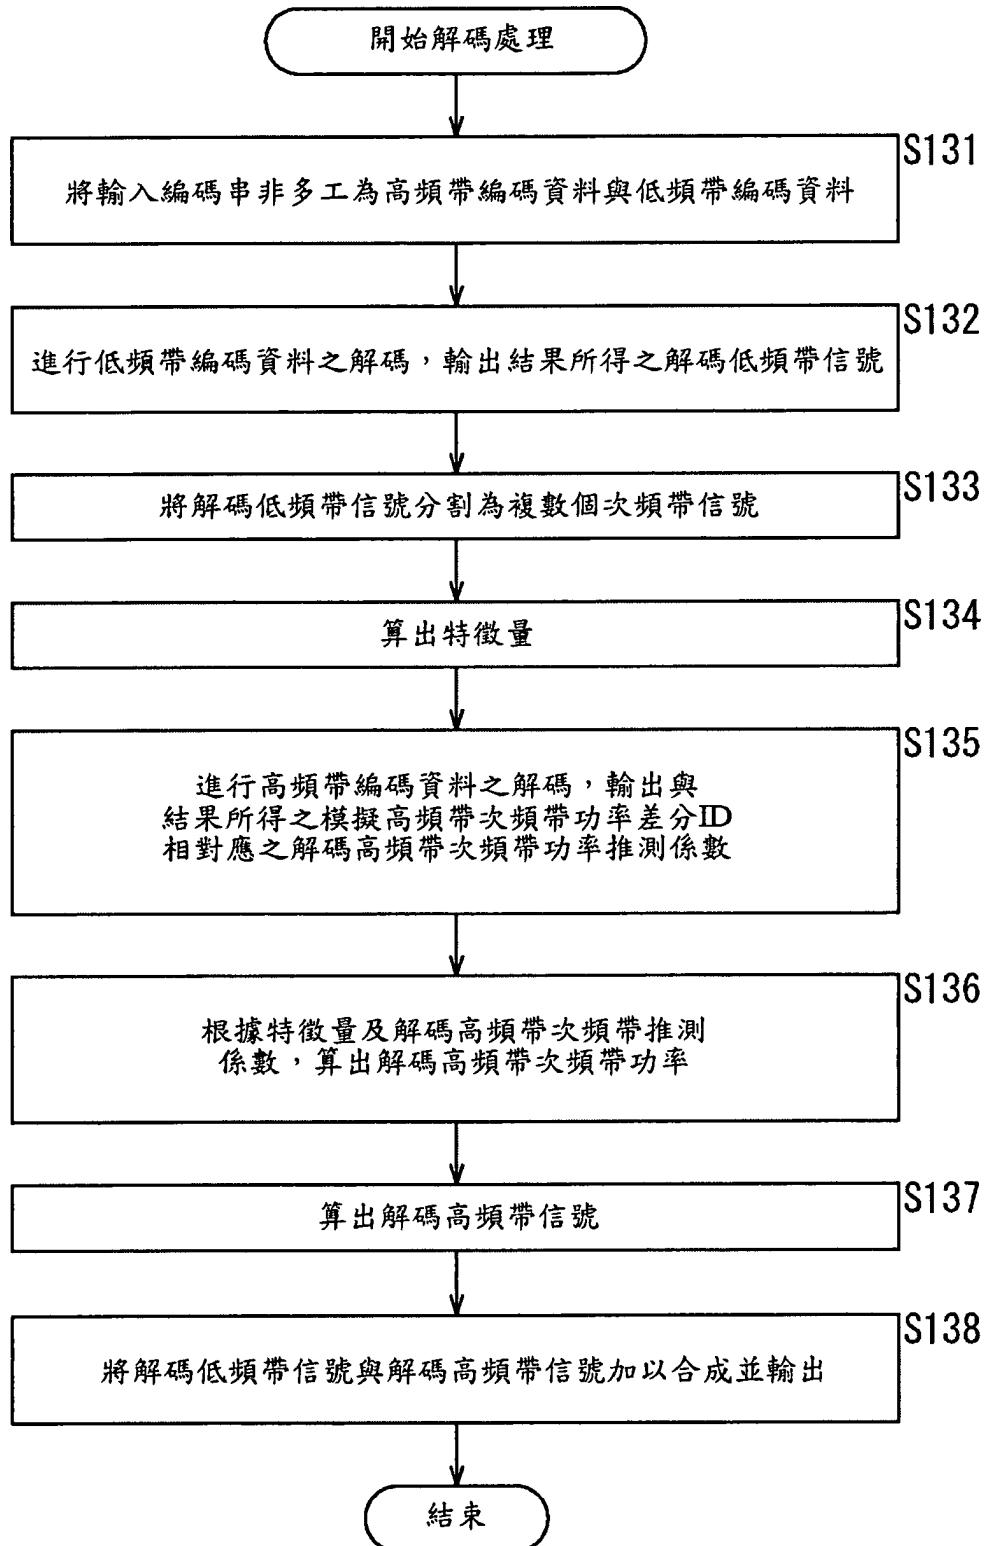 開始解碼處理
S131
將輸入編碼串非多工為高頻帶編碼資料與低頻帶編碼資料
S132
進行低頻帶編碼資料之解碼，輸出結果所得之解碼低頻帶信號
S133
將解碼低頻帶信號分割為複數個次頻帶信號
S134
算出特徵量
S135
進行高頻帶編碼資料之解碼，輸出與
結果所得之模擬高頻帶次頻帶功率差分ID
相對應之解碼高頻帶次頻帶功率推測係數
S136
根據特徵量及解碼高頻帶次頻帶推測
係數，算出解碼高頻帶次頻帶功率
S137
算出解碼高頻帶信號
S138
將解碼低頻帶信號與解碼高頻帶信號加以合成並輸出
結束